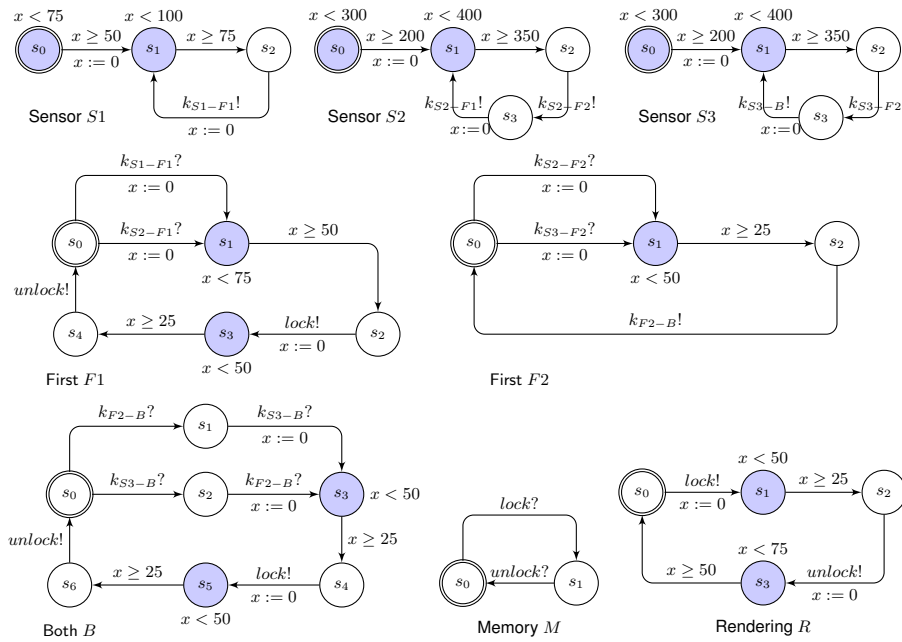 x < 75 x < 100 x < 300 x < 400 x < 300 x < 400
s0 x ≥ 50 s1 x ≥ 75 s2 s0 x ≥ 200 s1 x ≥ 350 s2 s0 x ≥ 200 s1 x ≥ 350 s2
x := 0 x := 0 x := 0
kS1−F1! kS2−F1! kS2−F2! kS3−B! kS3−F2
x := 0 x := 0 s3 x := 0 s3
Sensor S1 Sensor S2 Sensor S3
kS1−F1? kS2−F2?
x := 0 x := 0
s0 kS2−F1? s1 x ≥ 50 s0 kS3−F2? s1 x ≥ 25 s2
x := 0 x := 0
x < 75 x < 50
unlock! lock!
s4 x ≥ 25 s3 x := 0 s2 kF2−B!
x < 50
First F1 First F2
kF2−B? s1 kS3−B?
x := 0
s0 kS3−B? s2 kF2−B? s3 x < 50
x := 0
x < 50
s0 lock! s1 x ≥ 25 s2
x := 0
lock?
unlock! x ≥ 25
s6 x ≥ 25 s5 lock! s4
x := 0
x < 50
s0 unlock? s1
x < 75
x ≥ 50 s3 unlock!
x := 0
Both B Memory M Rendering R